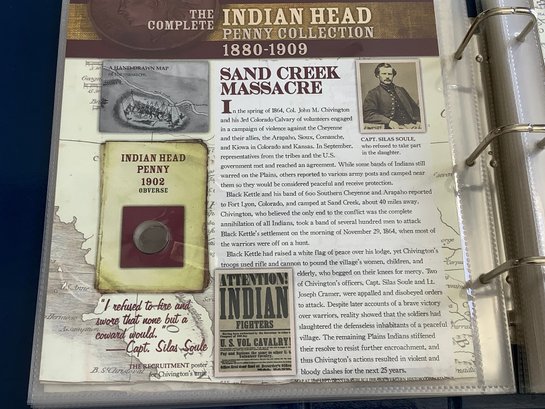 THE COMPLETE
INDIAN HEAD
PENNY COLLECTION
1880-1909
A HAND-DRAWN MAP
INDIAN HEAD
PENNY
1902
OBVERSE
"I refused to fire and
swore that none but a
coward would."
—Capt. Silas Soule
THE RECRUITMENT poster
for Chivington's
SAND CREEK
MASSACRE
In the spring of 1864, Col. John M. Chivington
and his 3rd Colorado Calvary of volunteers engaged
in a campaign of violence against the Cheyenne
and their allies, the Arapaho, Sioux, Comanche,
and Kiowa in Colorado and Kansas. In September,
representatives from the tribes and the U.S.
government met and reached an agreement. While some bands of Indians still
warred on the Plains, others reported to various army posts and camped near
them so they would be considered peaceful and receive protection.
Black Kettle and his band of 600 Southern Cheyenne and Arapaho reported
to Fort Lyon, Colorado, and camped at Sand Creek, about 40 miles away.
Chivington, who believed the only end to the conflict was the complete
annihilation of all Indians, took a band of several hundred men to attack
Black Kettle's settlement on the morning of November 29, 1864, when most of
the warriors were off on a hunt.
Black Kettle had raised a white flag of peace over his lodge, yet Chivington's
troops used rifle and cannon to pound the village's women, children, and
elderly, who begged on their knees for mercy. Two
of Chivington's officers, Capt. Silas Soule and Lt.
Joseph Cramer, were appalled and disobeyed orders
to attack. Despite later accounts of a brave victory
over warriors, reality showed that the soldiers had
slaughtered the defenseless inhabitants of a peaceful
village. The remaining Plains Indians stiffened
their resolve to resist further encroachment, and
thus Chivington's actions resulted in violent and
bloody clashes for the next 25 years.
CAPT. SILAS SOULE,
who refused to take part
in the slaughter.
ATTENTION!
INDIAN
FIGHTERS
U. S. VOL. CAVALRY!